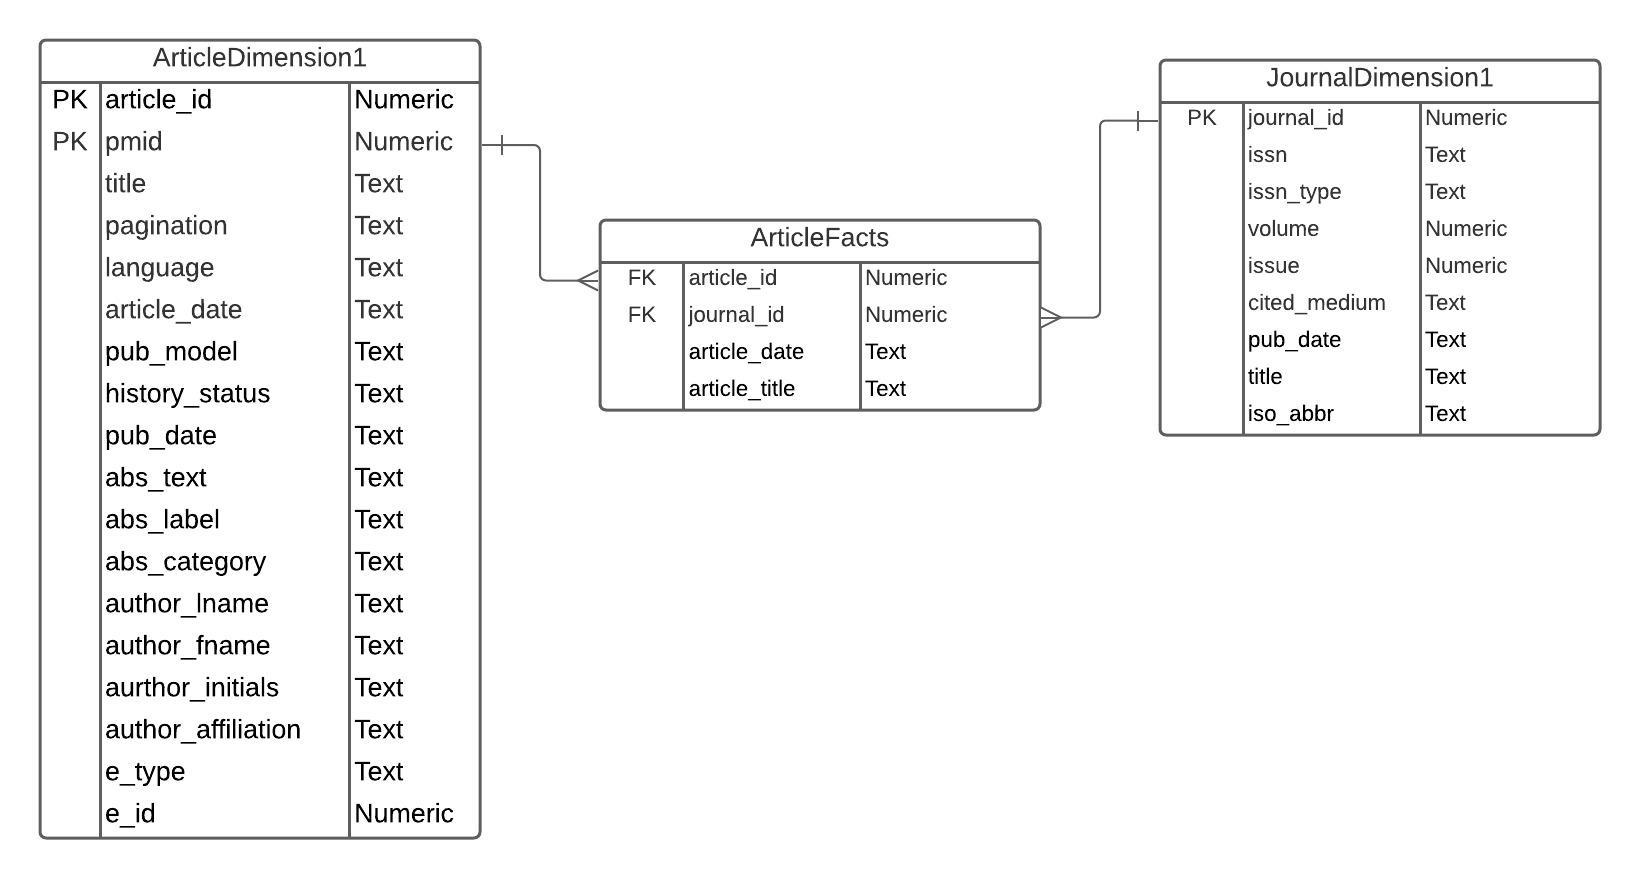 ArticleDimension1
PK article_id Numeric
PK pmid Numeric
title Text
pagination Text
language Text
article_date Text
pub_model Text
history_status Text
pub_date Text
abs_text Text
abs_label Text
abs_category Text
author_lname Text
author_fname Text
aurthor_initials Text
author_affiliation Text
e_type Text
e_id Numeric
ArticleFacts
FK article_id Numeric
FK journal_id Numeric
article_date Text
article_title Text
JournalDimension1
PK journal_id Numeric
issn Text
issn_type Text
volume Numeric
issue Numeric
cited_medium Text
pub_date Text
title Text
iso_abbr Text